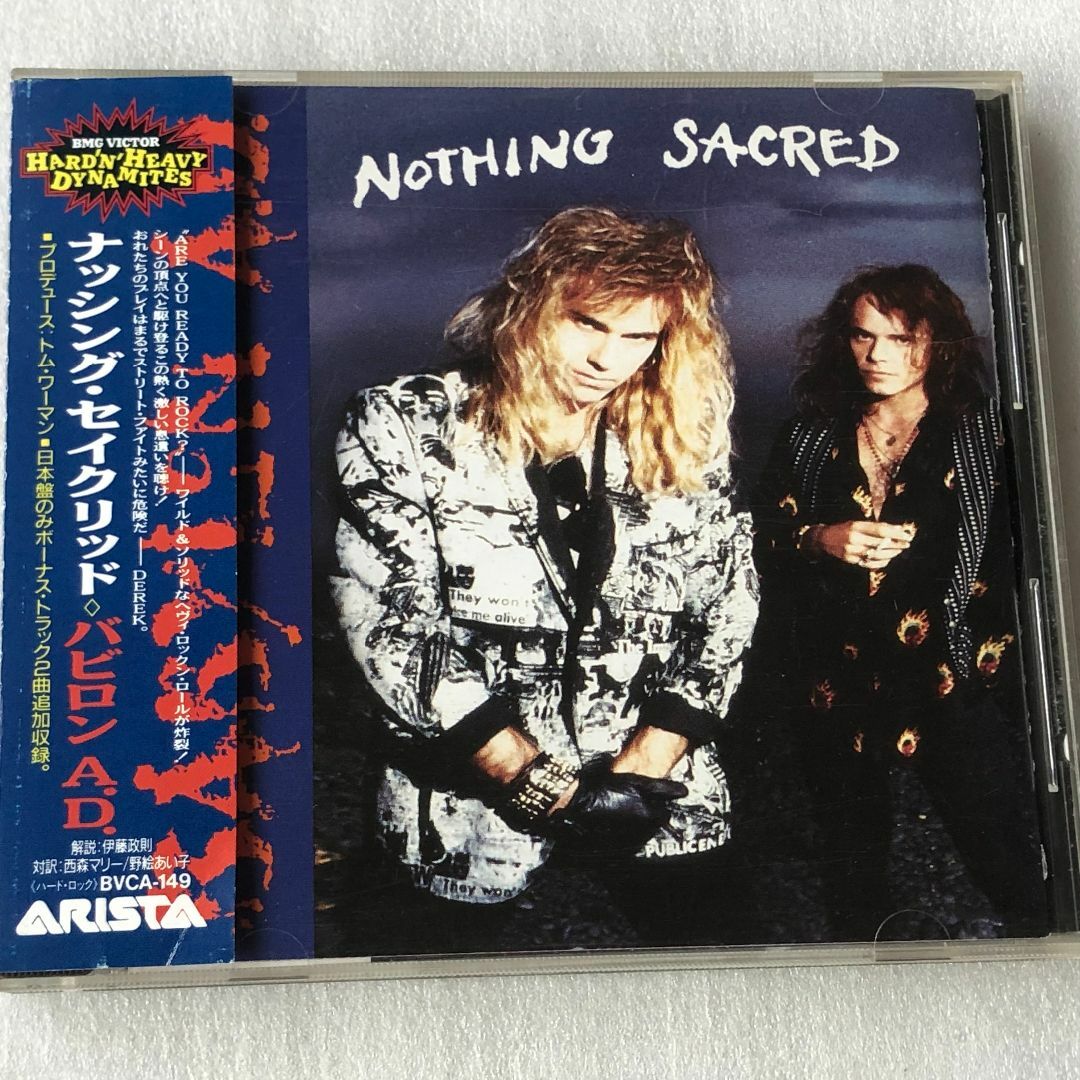 BMG VICTOR
HARD'N'HEAVY
DYNAMITES
"ARE YOU READY TO ROCK?"── ワイルド&ソリッドなヘヴィ・ロックン・ロールが炸裂!
シーンの頂点へと駆け登るこの熱く激しい息遣いを聴け!
おれたちのプレイはまるでストリート・ファイトみたいに危険だ── DEREK。
ナッシング・セイクリッド◇バビロン A.D.
■プロデュース:トム・ワーマン■日本盤のみボーナス・トラック2曲追加収録。
解説:伊藤政則
対訳:西森マリー/野絵あい子
《ハード・ロック》BVCA-149
ARISTA
NOTHING SACRED
They won't
me alive
PUBLIC ENE
They won'